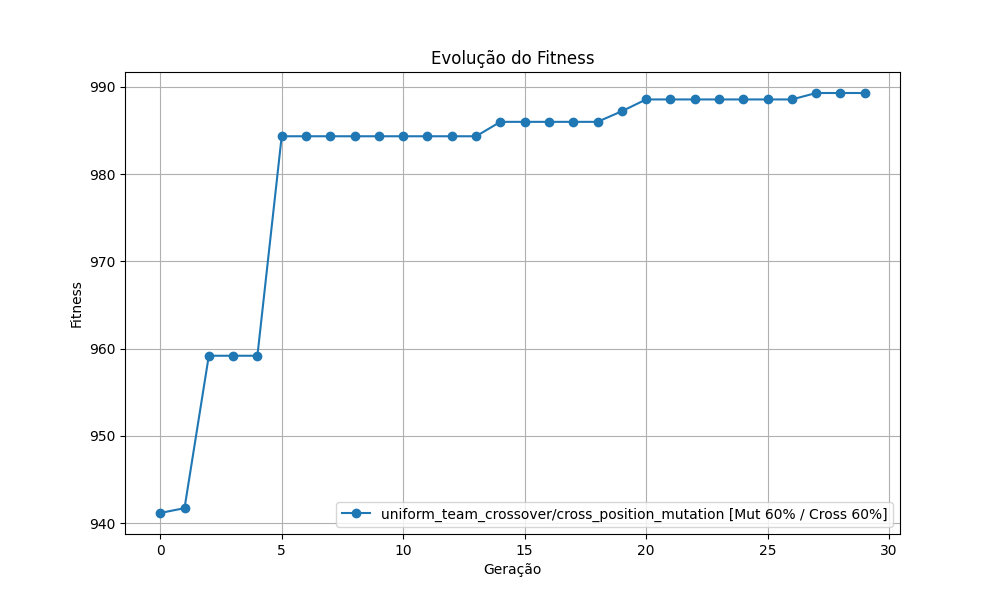 Evolução do Fitness
Fitness
990
980
970
960
950
940
0 5 10 15 20 25 30
Geração
uniform_team_crossover/cross_position_mutation [Mut 60% / Cross 60%]